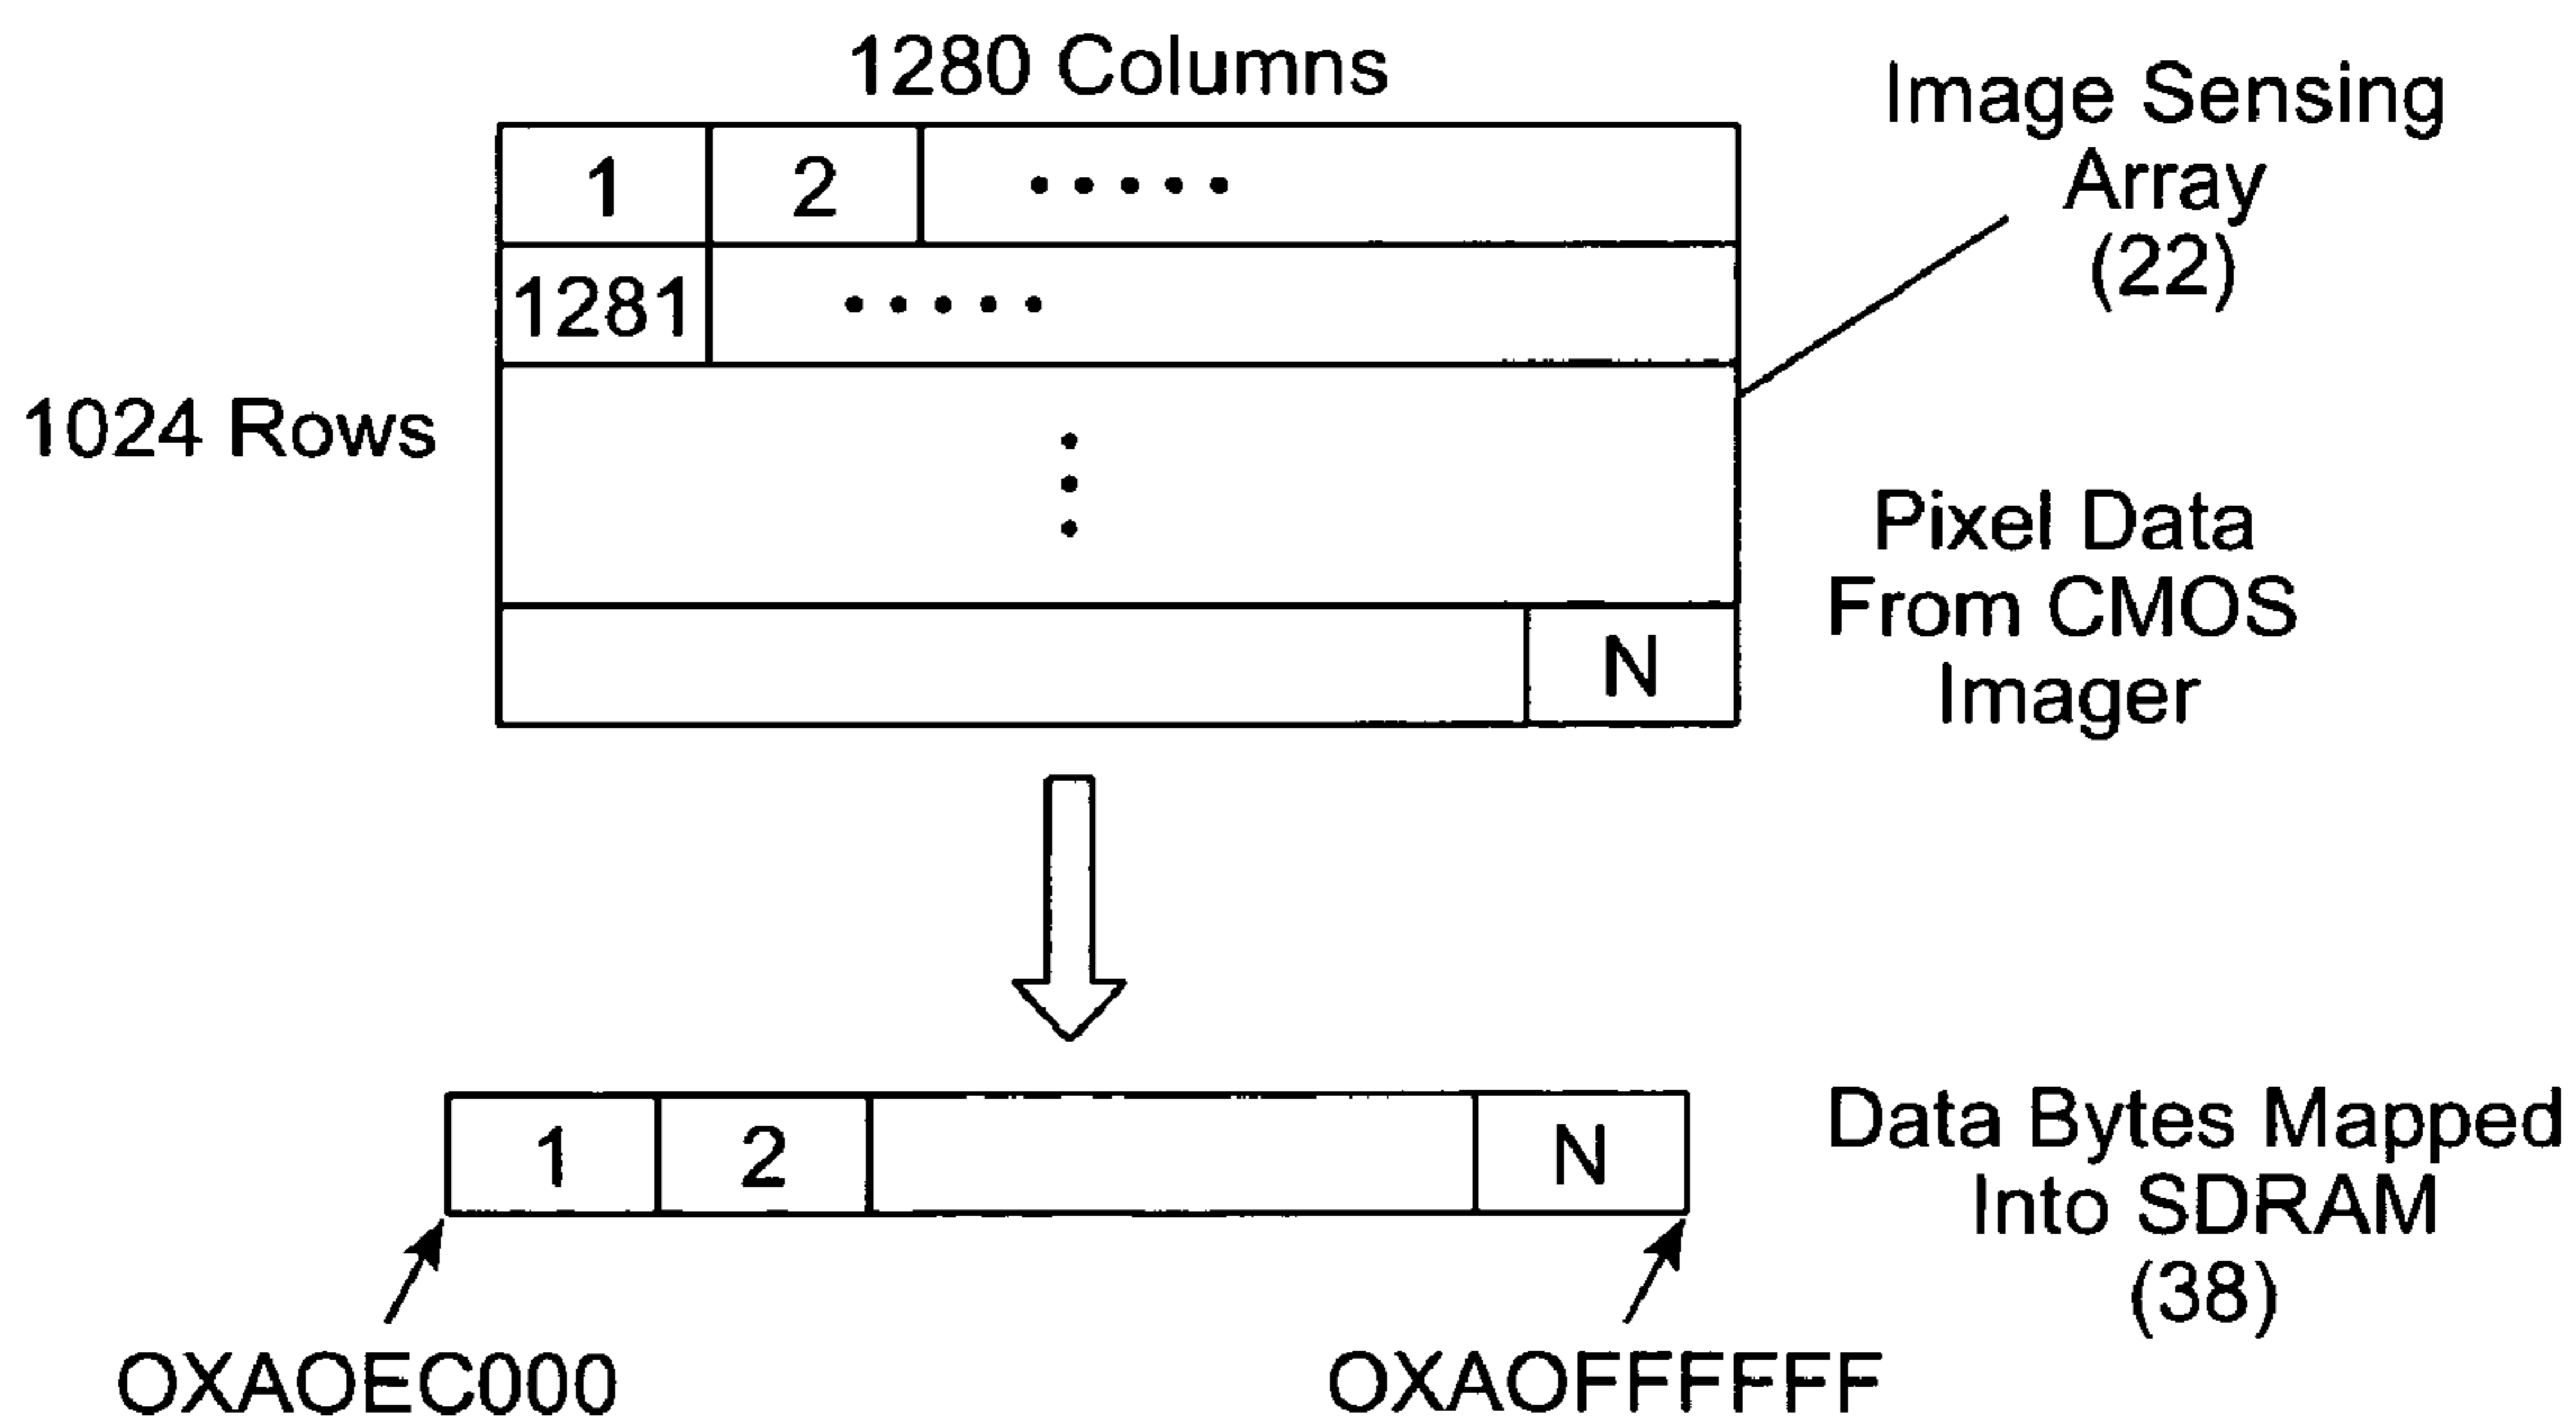 1280 Columns
Image Sensing
Array
(22)
1 2 .....
1281 .....
1024 Rows
Pixel Data
From CMOS
Imager
N
1 2 N
Data Bytes Mapped
Into SDRAM
(38)
OXAOEC000
OXAOFFFFFF